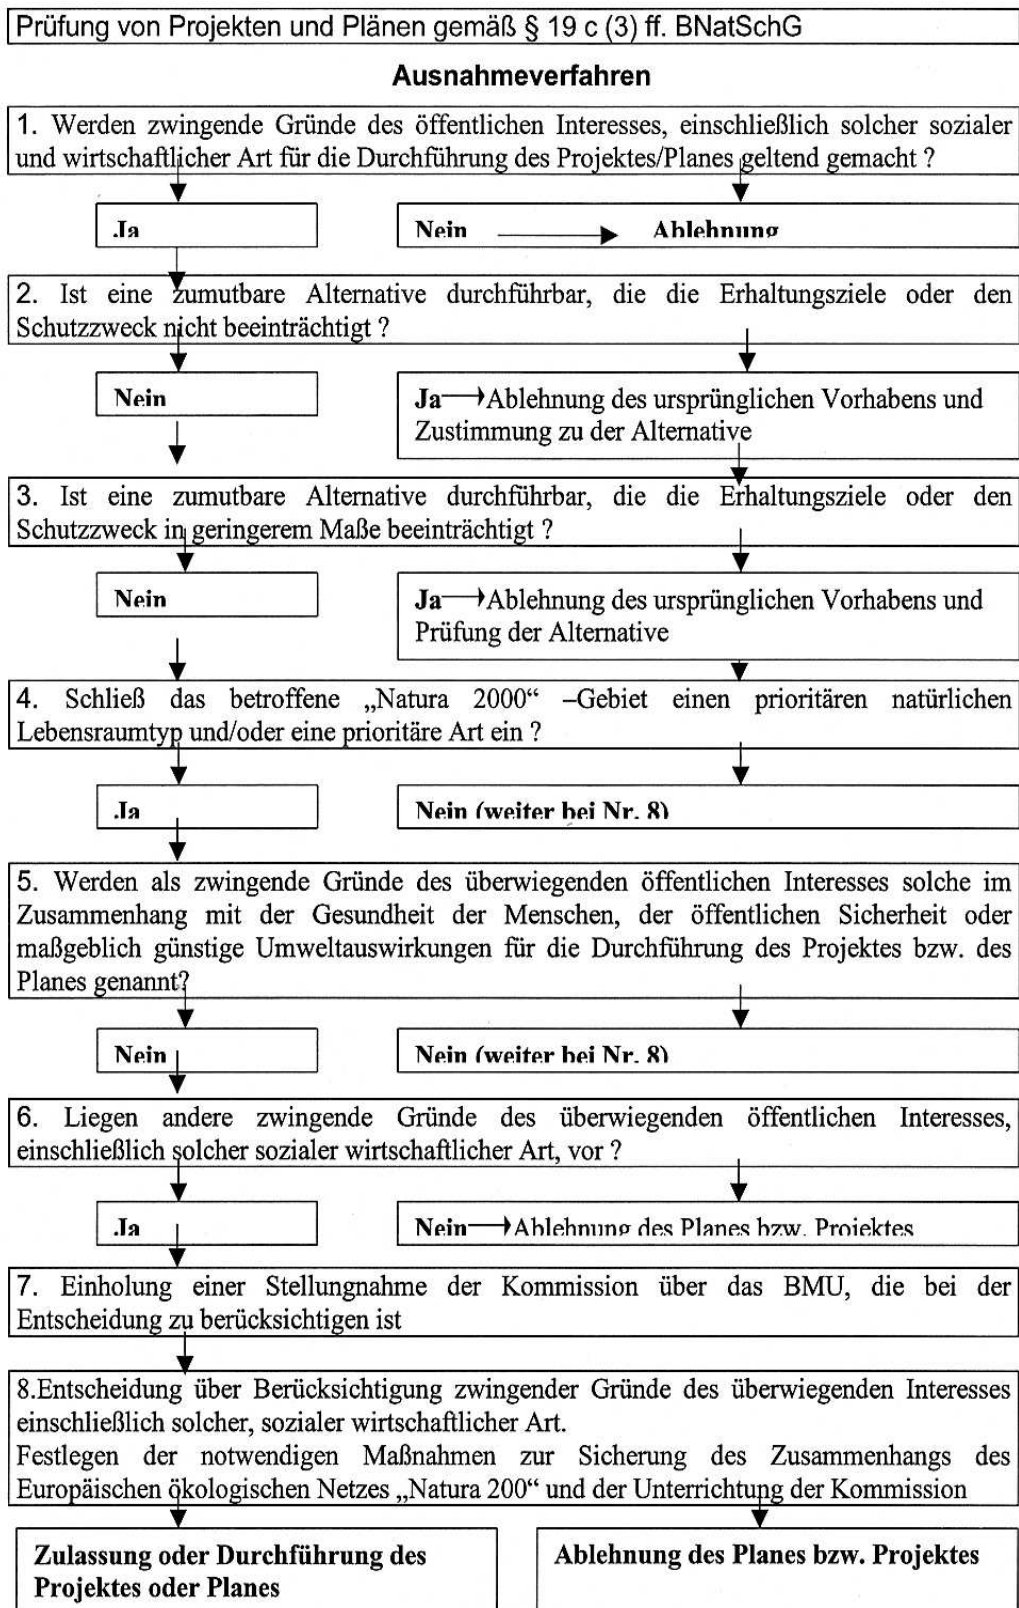 Prüfung von Projekten und Plänen gemäß § 19 c (3) ff. BNatSchG
Ausnahmeverfahren
1. Werden zwingende Gründe des öffentlichen Interesses, einschließlich solcher sozialer
und wirtschaftlicher Art für die Durchführung des Projektes/Planes geltend gemacht ?
Ja
Nein Ablehnung
2. Ist eine zumutbare Alternative durchführbar, die die Erhaltungsziele oder den
Schutzzweck nicht beeinträchtigt ?
Nein
Ja Ablehnung des ursprünglichen Vorhabens und
Zustimmung zu der Alternative
3. Ist eine zumutbare Alternative durchführbar, die die Erhaltungsziele oder den
Schutzzweck in geringerem Maße beeinträchtigt ?
Nein
Ja Ablehnung des ursprünglichen Vorhabens und
Prüfung der Alternative
4. Schließ das betroffene „Natura 2000“ –Gebiet einen prioritären natürlichen
Lebensraumtyp und/oder eine prioritäre Art ein ?
Ja
Nein (weiter bei Nr. 8)
5. Werden als zwingende Gründe des überwiegenden öffentlichen Interesses solche im
Zusammenhang mit der Gesundheit der Menschen, der öffentlichen Sicherheit oder
maßgeblich günstige Umweltauswirkungen für die Durchführung des Projektes bzw. des
Planes genannt?
Nein
Nein (weiter bei Nr. 8)
6. Liegen andere zwingende Gründe des überwiegenden öffentlichen Interesses,
einschließlich solcher sozialer wirtschaftlicher Art, vor ?
Ja
Nein Ablehnung des Planes bzw. Projektes
7. Einholung einer Stellungnahme der Kommission über das BMU, die bei der
Entscheidung zu berücksichtigen ist
8.Entscheidung über Berücksichtigung zwingender Gründe des überwiegenden Interesses
einschließlich solcher, sozialer wirtschaftlicher Art.
Festlegen der notwendigen Maßnahmen zur Sicherung des Zusammenhangs des
Europäischen ökologischen Netzes „Natura 200“ und der Unterrichtung der Kommission
Zulassung oder Durchführung des
Projektes oder Planes
Ablehnung des Planes bzw. Projektes